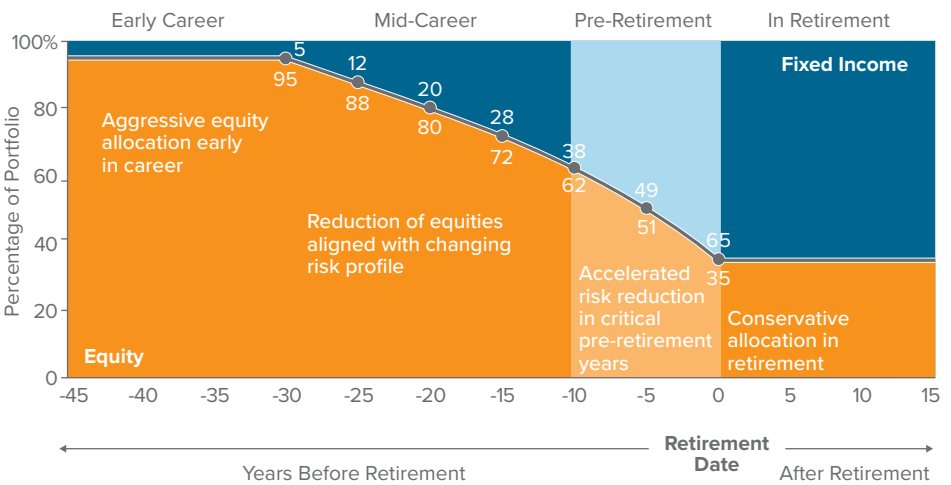 Early Career
Mid-Career
Pre-Retirement
In Retirement
Percentage of Portfolio
100%
80
60
40
20
0
5
95
12
88
20
80
28
72
38
62
49
51
65
35
Fixed Income
Aggressive equity
allocation early
in career
Reduction of equities
aligned with changing
risk profile
Accelerated
risk reduction
in critical
pre-retirement
years
Conservative
allocation in
retirement
Equity
-45
-40
-35
-30
-25
-20
-15
-10
-5
0
5
10
15
Years Before Retirement
Retirement
Date
After Retirement